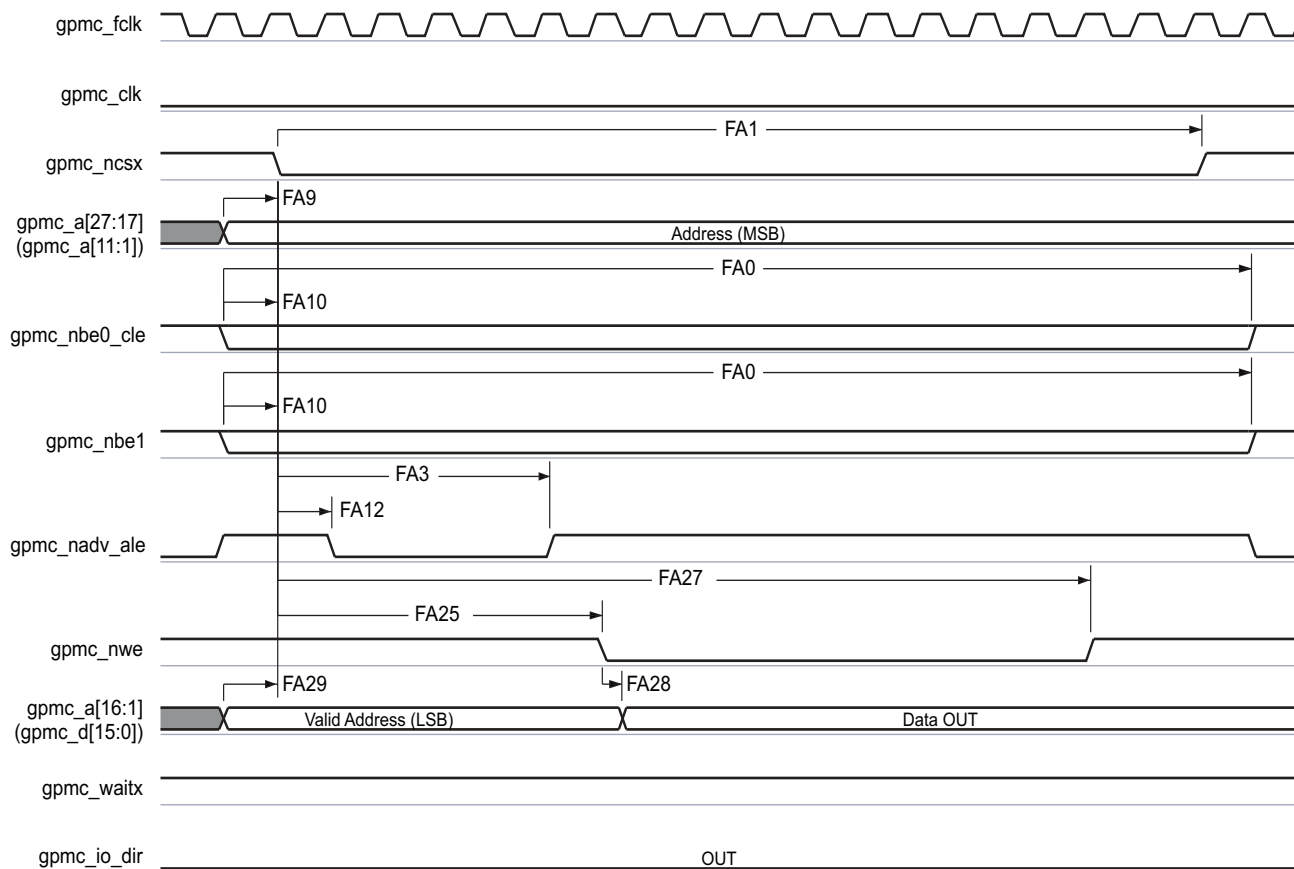 gpmc_fclk
gpmc_clk
FA1
gpmc_ncsx
FA9
gpmc_a[27:17]
(gpmc_a[11:1])
Address (MSB)
FA0
FA10
gpmc_nbe0_cle
FA0
FA10
gpmc_nbe1
FA3
FA12
gpmc_nadv_ale
FA27
FA25
gpmc_nwe
FA29
FA28
gpmc_a[16:1]
(gpmc_d[15:0])
Valid Address (LSB)
Data OUT
gpmc_waitx
gpmc_io_dir
OUT